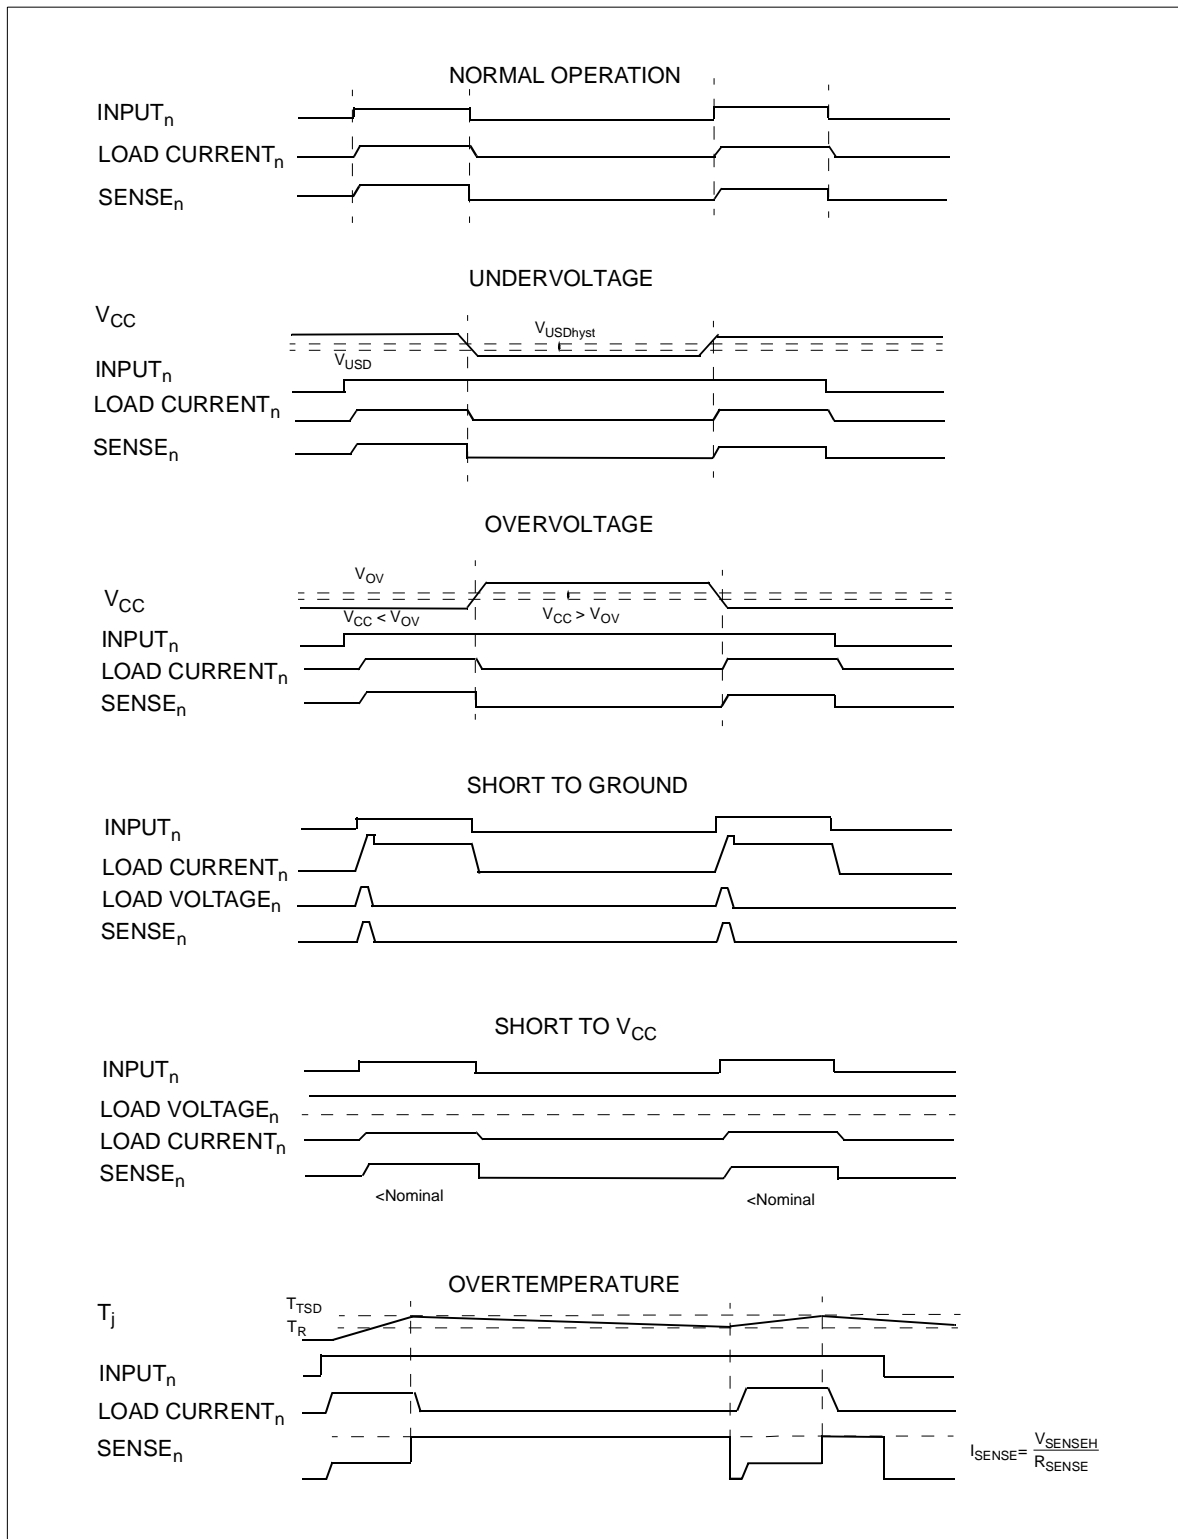 NORMAL OPERATION
INPUTn
LOAD CURRENTn
SENSEn
UNDERVOLTAGE
VCC
VUSDhyst
VUSD
INPUTn
LOAD CURRENTn
SENSEn
OVERVOLTAGE
VOV
VCC
VCC < VOV
VCC > VOV
INPUTn
LOAD CURRENTn
SENSEn
SHORT TO GROUND
INPUTn
LOAD CURRENTn
LOAD VOLTAGEn
SENSEn
SHORT TO VCC
INPUTn
LOAD VOLTAGEn
LOAD CURRENTn
SENSEn
<Nominal
<Nominal
OVERTEMPERATURE
Tj
TTSD
TR
INPUTn
LOAD CURRENTn
SENSEn
ISENSE= VSENSEH
RSENSE